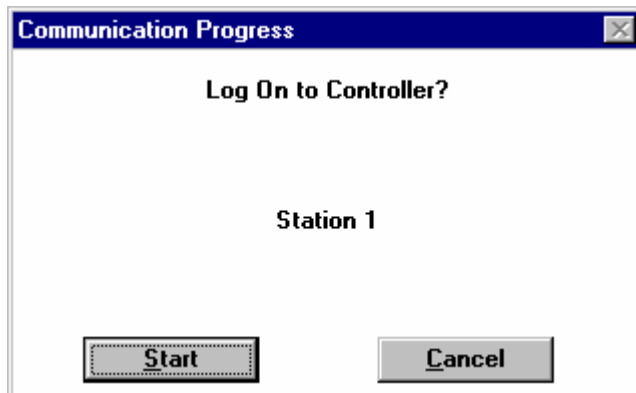 Communication Progress
Log On to Controller?
Station 1
Start Cancel